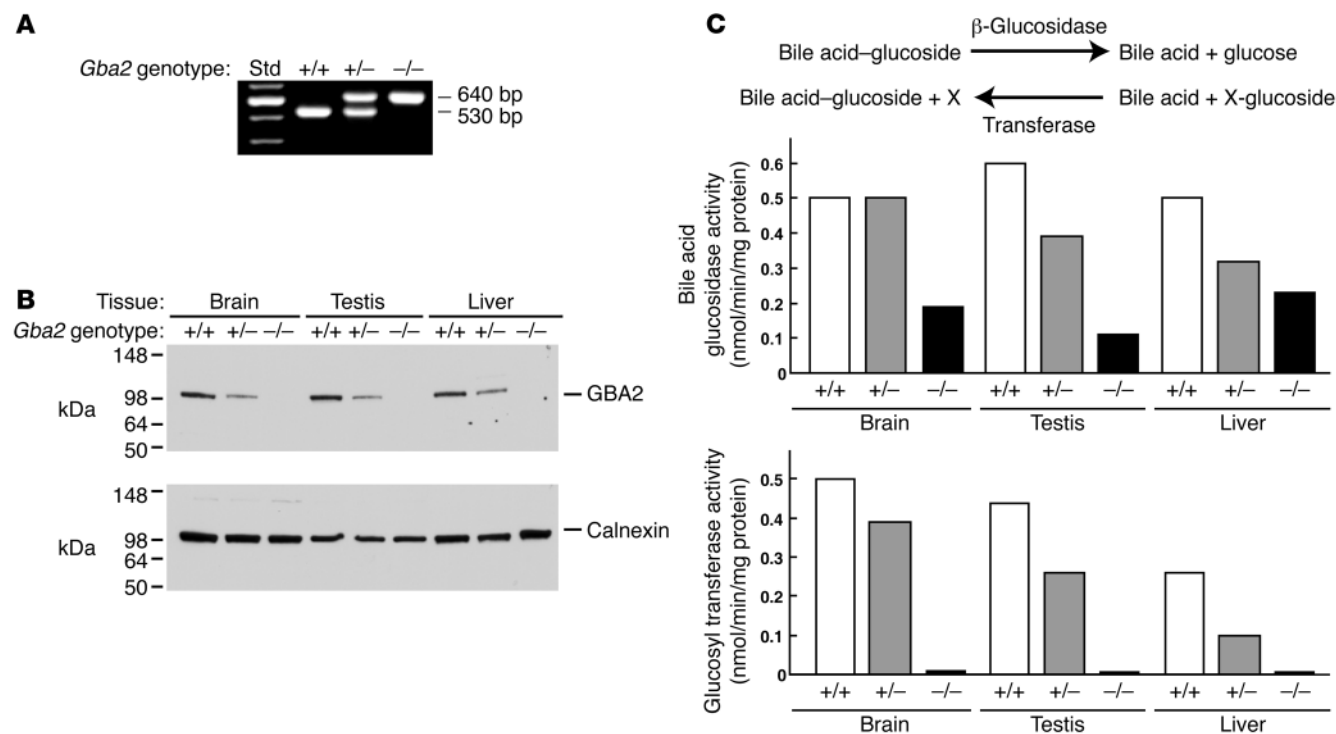 A
Gba2 genotype: Std +/+ +/– –/–
640 bp
530 bp
B
Tissue: Brain Testis Liver
Gba2 genotype: +/+ +/– –/– +/+ +/– –/– +/+ +/– –/–
148
98
64
50
kDa
GBA2
148
98
64
50
kDa
Calnexin
C
β-Glucosidase
Bile acid–glucoside Bile acid + glucose
Bile acid–glucoside + X Bile acid + X-glucoside
Transferase
Bile acid
glucosidase activity
(nmol/min/mg protein)
0.6
0.5
0.4
0.3
0.2
0.1
0
+/+ +/– –/– +/+ +/– –/– +/+ +/– –/–
Brain Testis Liver
Glucosyl transferase activity
(nmol/min/mg protein)
0.5
0.4
0.3
0.2
0.1
0
+/+ +/– –/– +/+ +/– –/– +/+ +/– –/–
Brain Testis Liver